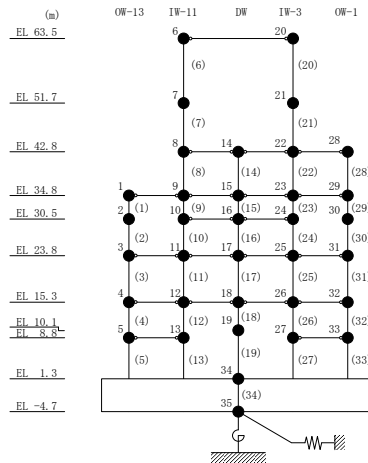 (m) OW-13 IW-11 DW IW-3 OW-1
EL 63.5 6 20
(6) (20)
EL 51.7 7 21
(7) (21)
EL 42.8 8 14 22 28
(8) (14) (22) (28)
EL 34.8 1 9 15 23 29
(1) (9) (15) (23) (29)
EL 30.5 2 10 16 24 30
(2) (10) (16) (24) (30)
EL 23.8 3 11 17 25 31
(3) (11) (17) (25) (31)
EL 15.3 4 12 18 26 32
(4) (12) (18) (26) (32)
EL 10.1 19
EL 8.8 5 13 27 33
(5) (13) (19) (27) (33)
EL 1.3 34
(34)
EL -4.7 35